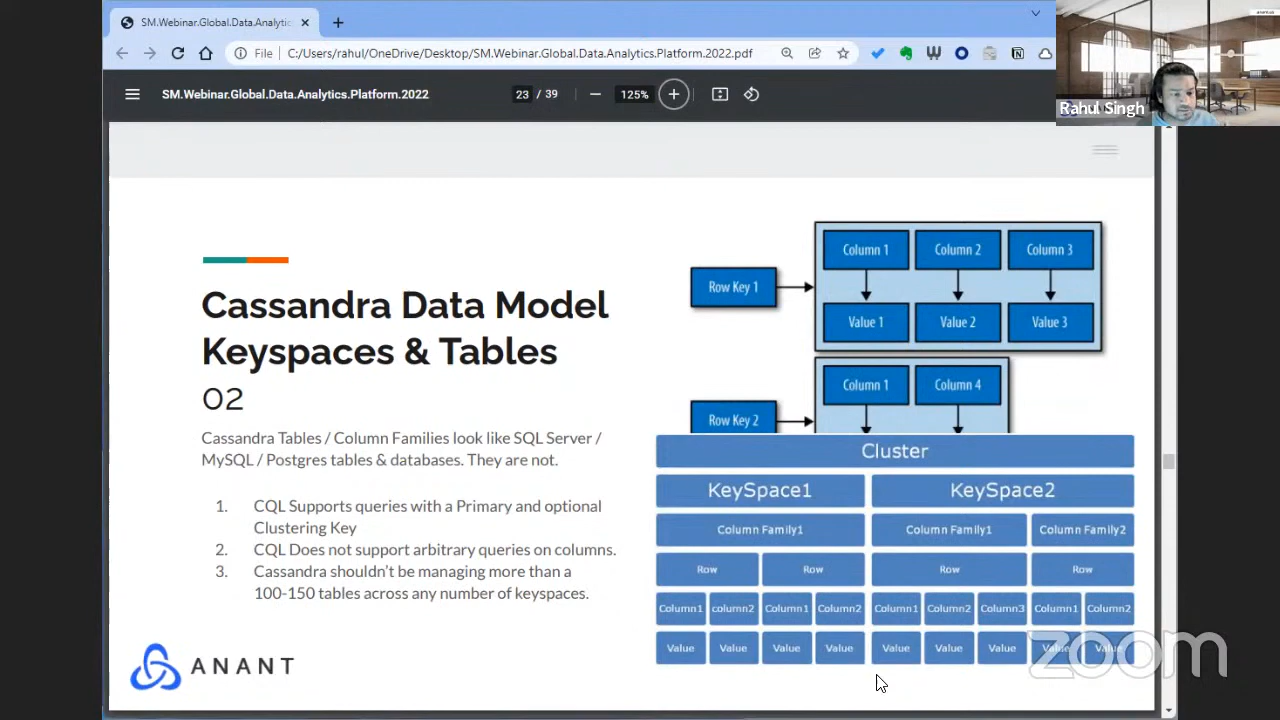 SM.Webinar.Global.Data.Analytic
File
C:/Users/rahul/OneDrive/Desktop/SM.Webinar.Global.Data.Analytics.Platform.2022.pdf
SM.Webinar.Global.Data.Analytics.Platform.2022
23 / 39
125%
Rahul Singh
Cassandra Data Model
Keyspaces & Tables
02
Cassandra Tables / Column Families look like SQL Server /
MySQL / Postgres tables & databases. They are not.
1. CQL Supports queries with a Primary and optional
Clustering Key
2. CQL Does not support arbitrary queries on columns.
3. Cassandra shouldn't be managing more than a
100-150 tables across any number of keyspaces.
ANANT
Column 1 Column 2 Column 3
Row Key 1
Value 1 Value 2 Value 3
Column 1 Column 4
Row Key 2
Cluster
KeySpace1 KeySpace2
Column Family1 Column Family1 Column Family2
Row Row Row Row
Column1 column2 Column1 Column2 Column1 Column2 Column3 Column1 Column2
Value Value Value Value Value Value Value Value Value
zoom